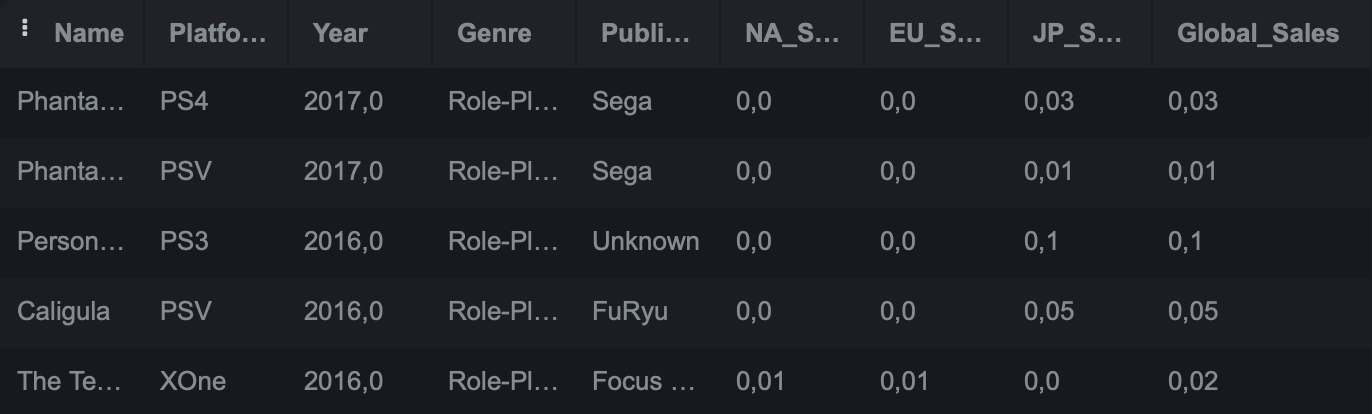 Name Platfo... Year Genre Publi... NA_S... EU_S... JP_S... Global_Sales
Phanta... PS4 2017,0 Role-Pl... Sega 0,0 0,0 0,03 0,03
Phanta... PSV 2017,0 Role-Pl... Sega 0,0 0,0 0,01 0,01
Person... PS3 2016,0 Role-Pl... Unknown 0,0 0,0 0,1 0,1
Caligula PSV 2016,0 Role-Pl... FuRyu 0,0 0,0 0,05 0,05
The Te... XOne 2016,0 Role-Pl... Focus ... 0,01 0,01 0,0 0,02